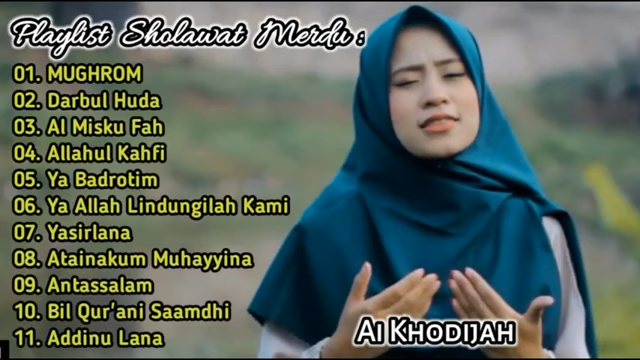 Playlist Sholawat Merdu :
01. MUGHROM
02. Darbul Huda
03. Al Misku Fah
04. Allahul Kahfi
05. Ya Badrotim
06. Ya Allah Lindungilah Kami
07. Yasirlana
08. Atainakum Muhayyina
09. Antassalam
10. Bil Qur'ani Saamdhi
11. Addinu Lana
Ai Khodijah